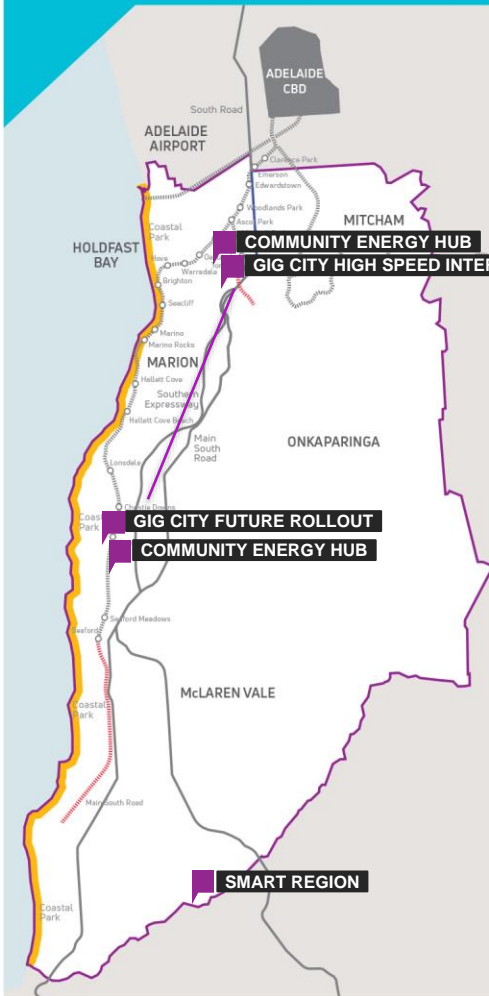 ADELAIDE
CBD
South Road
ADELAIDE
AIRPORT
Clarence Park
Emerson
Edwardstown
Woodlands Park
Ascot Park
MITCHAM
Coastal
Park
HOLDFAST
BAY
COMMUNITY ENERGY HUB
GIG CITY HIGH SPEED INTER
Hove
Warradale
Brighton
Seacliff
Marino
Marino Rocks
MARION
Hallett Cove
Southern
Expressway
Hallett Cove Beach
Main
South
Road
ONKAPARINGA
Lonsdale
Christie Downs
Coastal
Park
GIG CITY FUTURE ROLLOUT
COMMUNITY ENERGY HUB
Seaford Meadows
Seaford
McLAREN VALE
Coastal
Park
Main South Road
SMART REGION
Coastal
Park